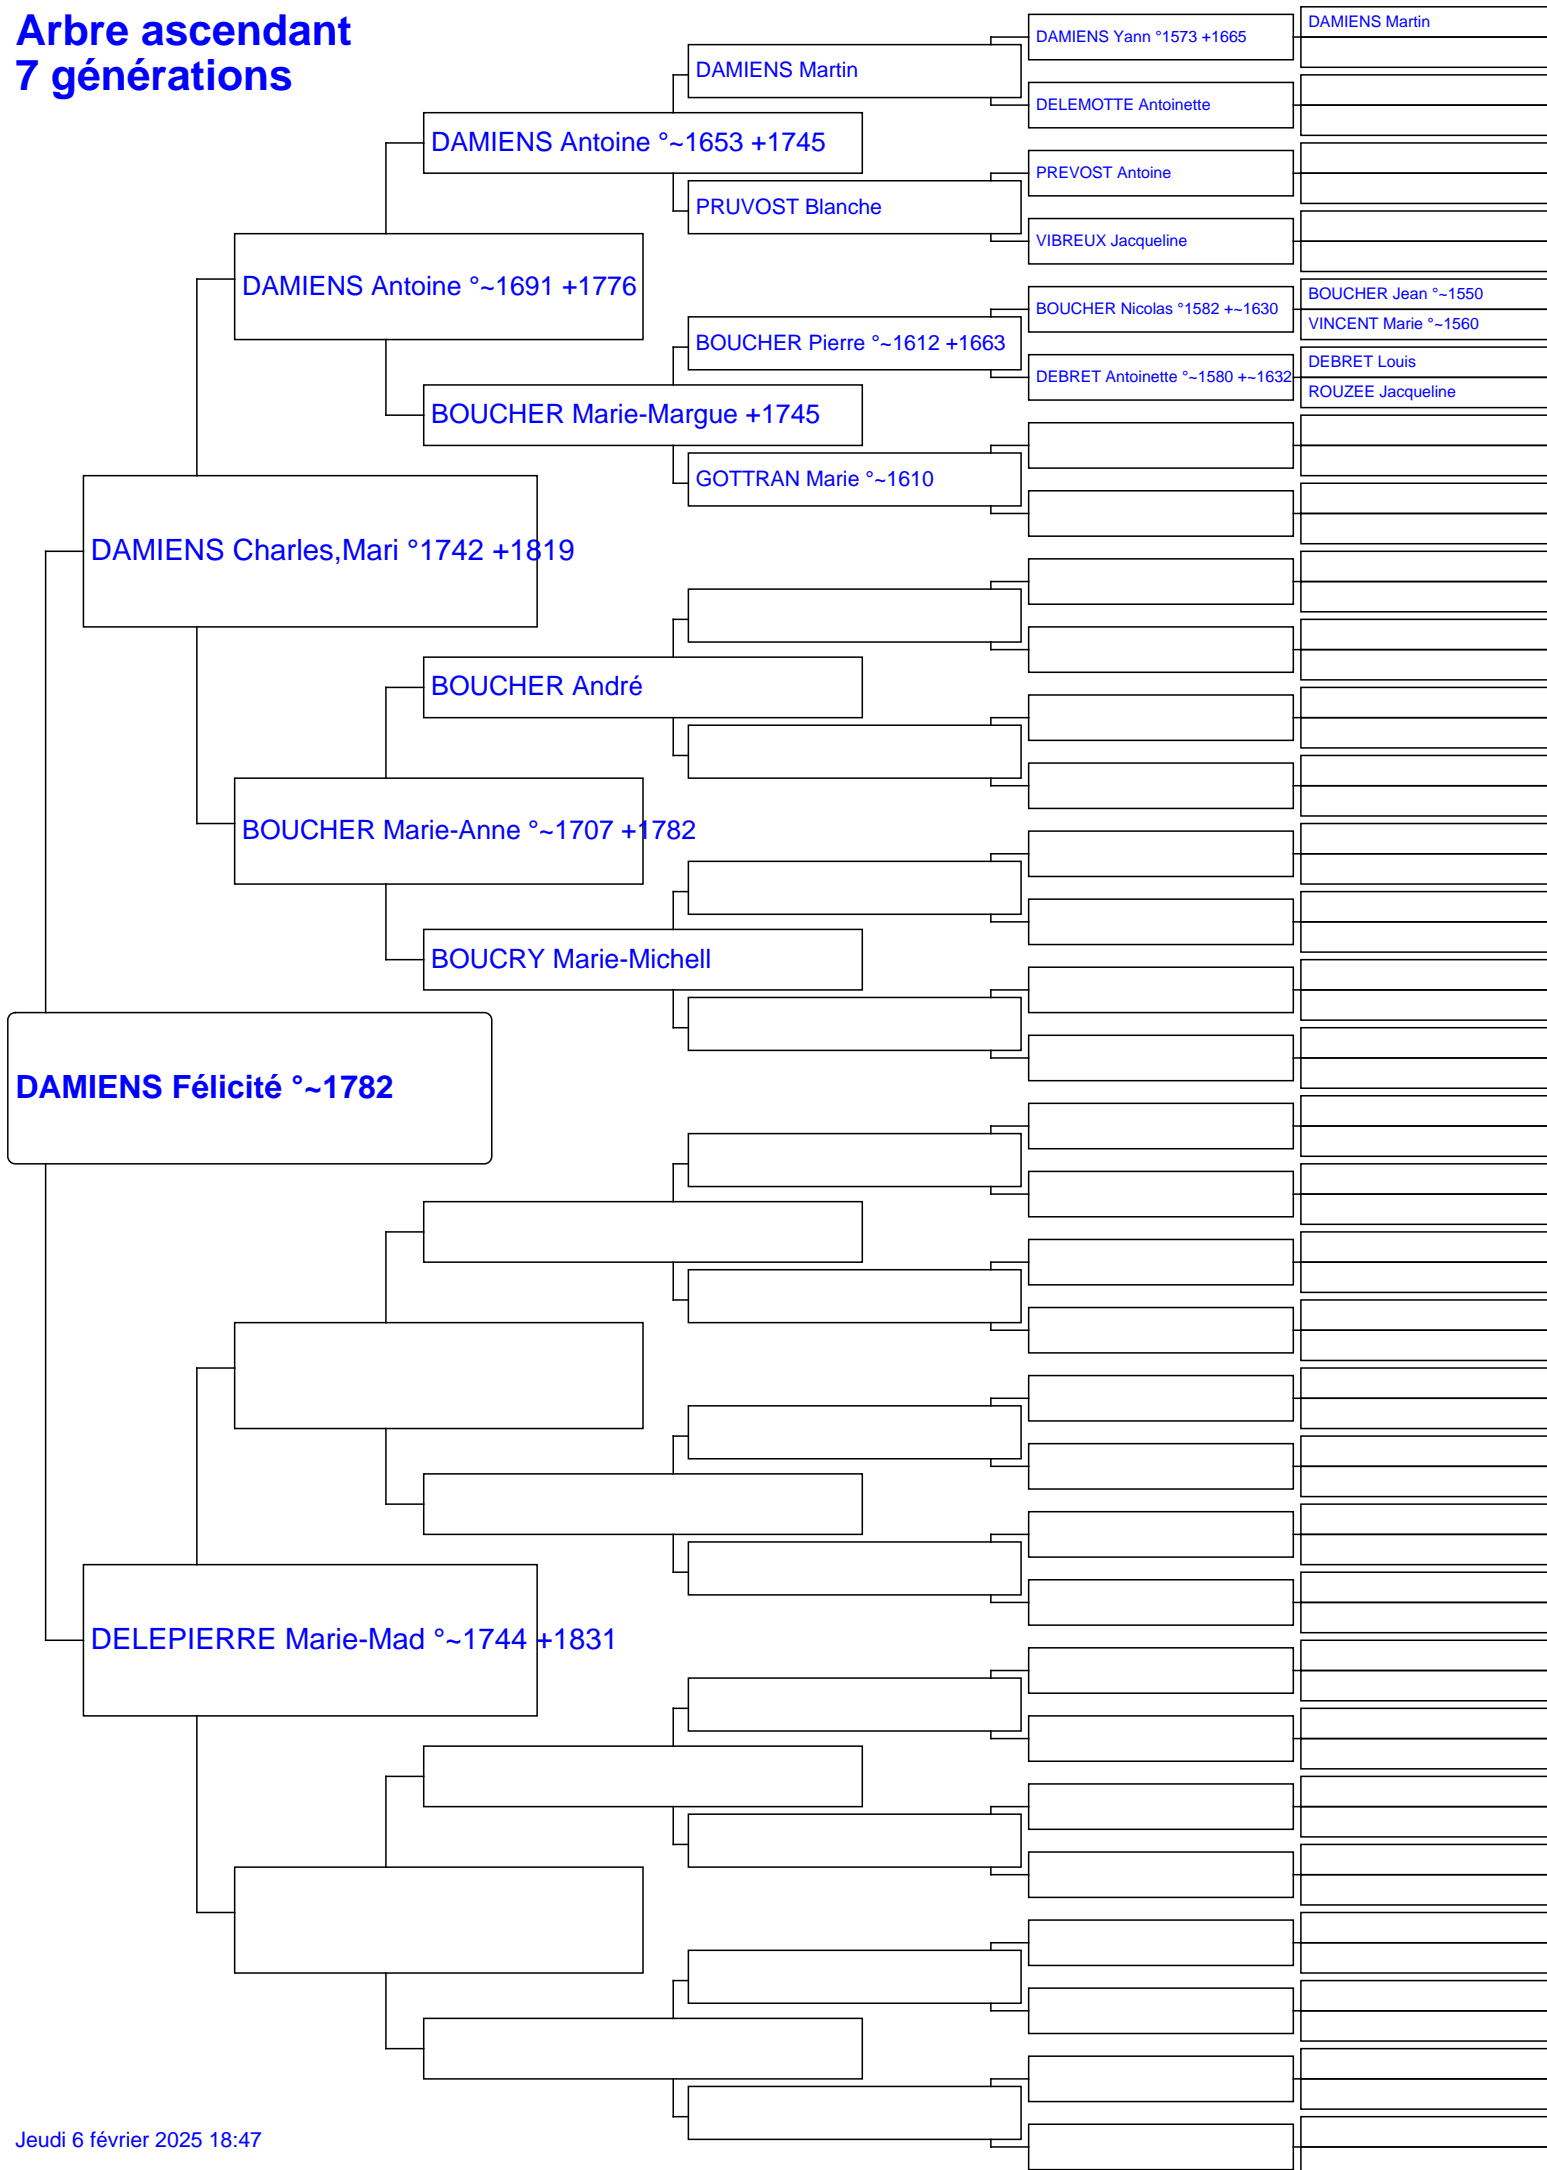 Arbre ascendant
7 générations
DAMIENS Martin
DAMIENS Yann °1573 +1665
DAMIENS Martin
DELEMOTTE Antoinette
DAMIENS Antoine °~1653 +1745
PREVOST Antoine
PRUVOST Blanche
VIBREUX Jacqueline
DAMIENS Antoine °~1691 +1776
BOUCHER Jean °~1550
BOUCHER Nicolas °1582 +~1630
VINCENT Marie °~1560
BOUCHER Pierre °~1612 +1663
DEBRET Louis
DEBRET Antoinette °~1580 +~1632
ROUZEE Jacqueline
BOUCHER Marie-Margue +1745
GOTTRAN Marie °~1610
DAMIENS Charles,Mari °1742 +1819
BOUCHER André
BOUCHER Marie-Anne °~1707 +1782
BOUCRY Marie-Michell
DAMIENS Félicité °~1782
DELEPIERRE Marie-Mad °~1744 +1831
Jeudi 6 février 2025 18:47